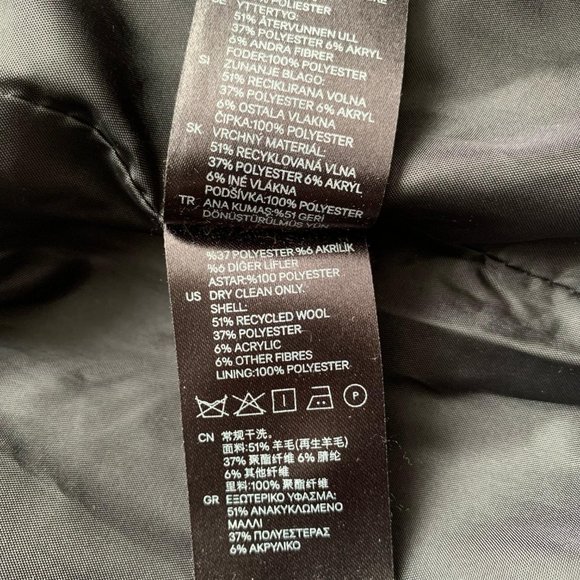 POLIESTER
SE YTTERTYG:
51% ÅTERVUNNEN ULL
37% POLYESTER 6% AKRYL
6% ANDRA FIBRER
FODER:100% POLYESTER
SI ZUNANJE BLAGO:
51% RECIKLIRANA VOLNA
37% POLYESTER 6% AKRYL
6% OSTALA VLAKNA
ČIPKA:100% POLYESTER
SK VRCHNÝ MATERIÁL:
51% RECYKLOVANÁ VLNA
37% POLYESTER 6% AKRYL
6% INÉ VLÁKNA
PODŠÍVKA:100% POLYESTER
TR ANA KUMAŞ:%51 GERİ
DÖNÜŞTÜRÜLMÜŞ YÜN
%37 POLYESTER %6 AKRİLİK
%6 DİĞER LİFLER
ASTAR:%100 POLYESTER
US DRY CLEAN ONLY.
SHELL:
51% RECYCLED WOOL
37% POLYESTER
6% ACRYLIC
6% OTHER FIBRES
LINING:100% POLYESTER
P
CN 常规干洗。
面料:51% 羊毛(再生羊毛)
37% 聚酯纤维 6% 腈纶
6% 其他纤维
里料:100% 聚酯纤维
GR ΕΞΩΤΕΡΙΚΟ ΥΦΑΣΜΑ:
51% ΑΝΑΚΥΚΛΩΜΕΝΟ
ΜΑΛΛΙ
37% ΠΟΛΥΕΣΤΕΡΑΣ
6% ΑΚΡΥΛΙΚΟ